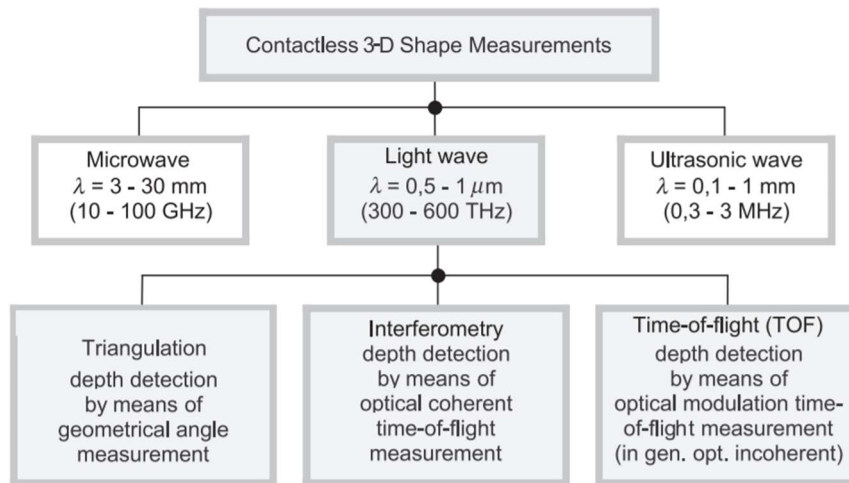 Contactless 3-D Shape Measurements
Microwave
λ = 3 - 30 mm
(10 - 100 GHz)
Light wave
λ = 0,5 - 1 μm
(300 - 600 THz)
Ultrasonic wave
λ = 0,1 - 1 mm
(0,3 - 3 MHz)
Triangulation
depth detection
by means of
geometrical angle
measurement
Interferometry
depth detection
by means of
optical coherent
time-of-flight
measurement
Time-of-flight (TOF)
depth detection
by means of
optical modulation time-
of-flight measurement
(in gen. opt. incoherent)